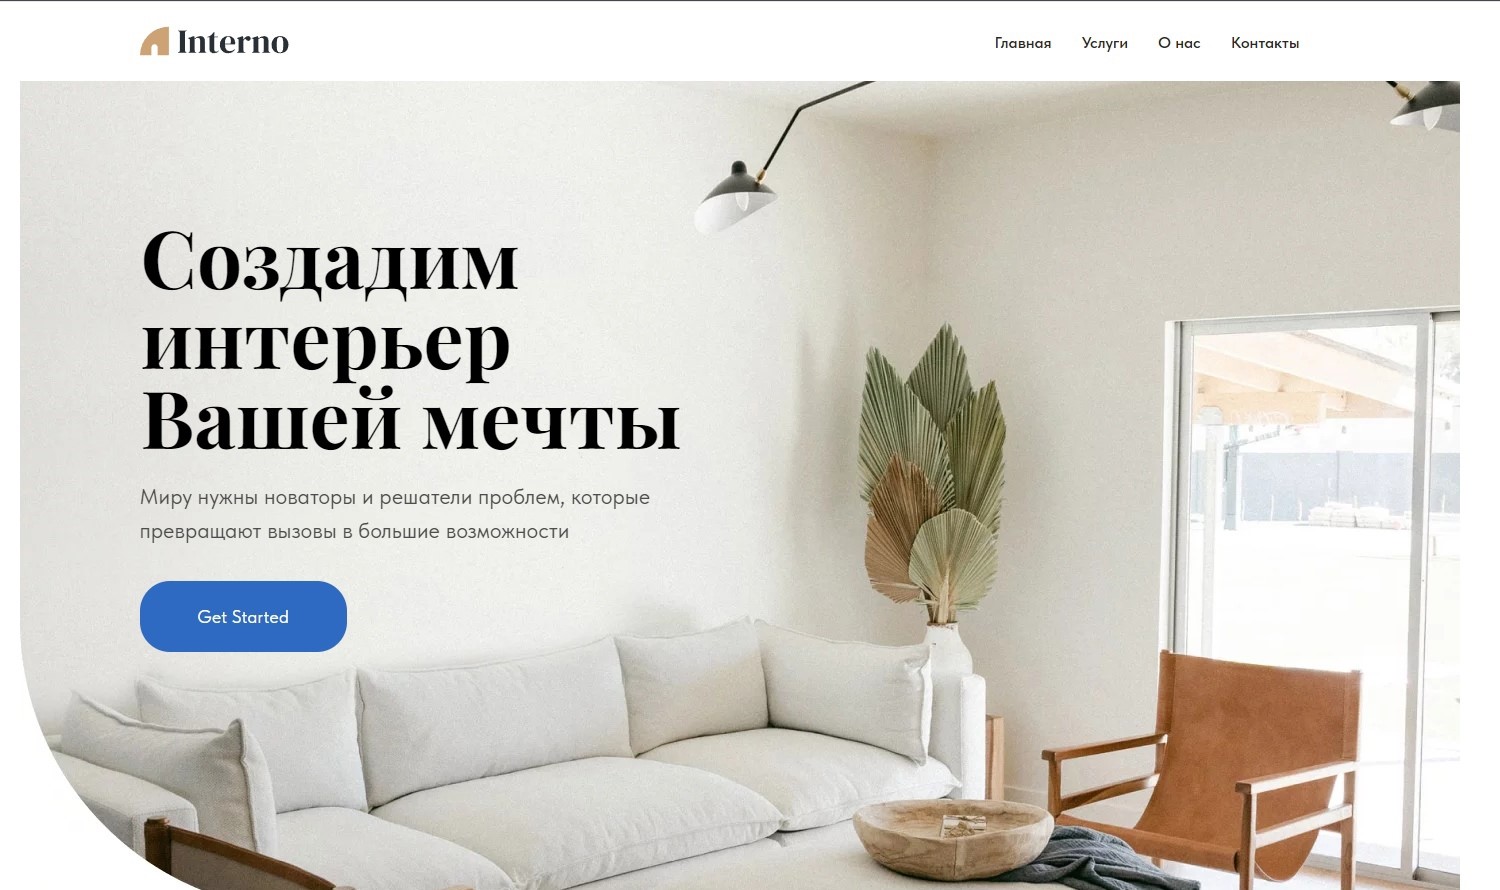 Interno
Главная Услуги О нас Контакты
Создадим
интерьер
Вашей мечты
Миру нужны новаторы и решатели проблем, которые
превращают вызовы в большие возможности
Get Started